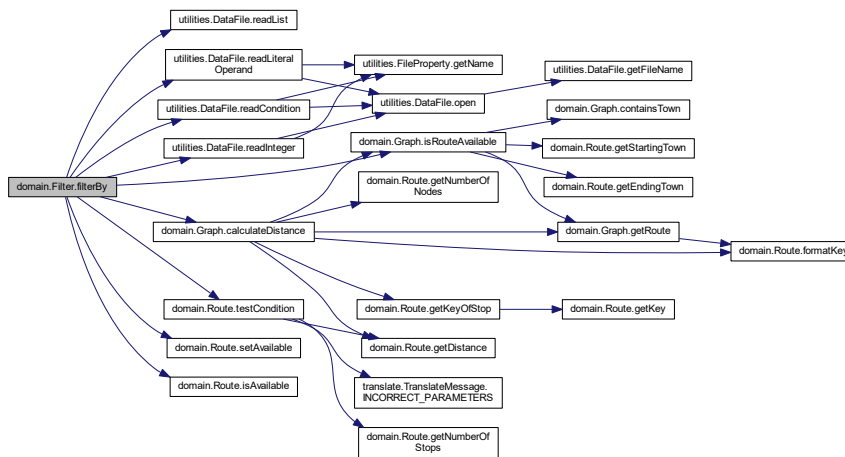 utilities.DataFile.readList
utilities.DataFile.readLiteral
Operand
utilities.FileProperty.getName
utilities.DataFile.getFileName
utilities.DataFile.readCondition
utilities.DataFile.open
domain.Graph.containsTown
utilities.DataFile.readInteger
domain.Graph.isRouteAvailable
domain.Route.getStartingTown
domain.Filter.filterBy
domain.Route.getNumberOf
Nodes
domain.Route.getEndingTown
domain.Graph.calculateDistance
domain.Graph.getRoute
domain.Route.formatKey
domain.Route.testCondition
domain.Route.getKeyOfStop
domain.Route.getKey
domain.Route.setAvailable
domain.Route.getDistance
domain.Route.isAvailable
translate.TranslateMessage.
INCORRECT_PARAMETERS
domain.Route.getNumberOf
Stops